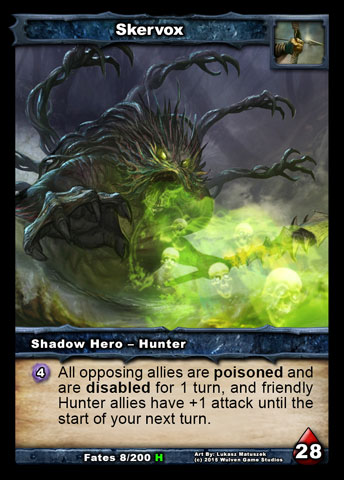 Skervox
Shadow Hero – Hunter
4
All opposing allies are poisoned and
are disabled for 1 turn, and friendly
Hunter allies have +1 attack until the
start of your next turn.
Fates 8/200 H
Art By: Lukasz Matuszek
(c) 2015 Wulven Game Studios
28